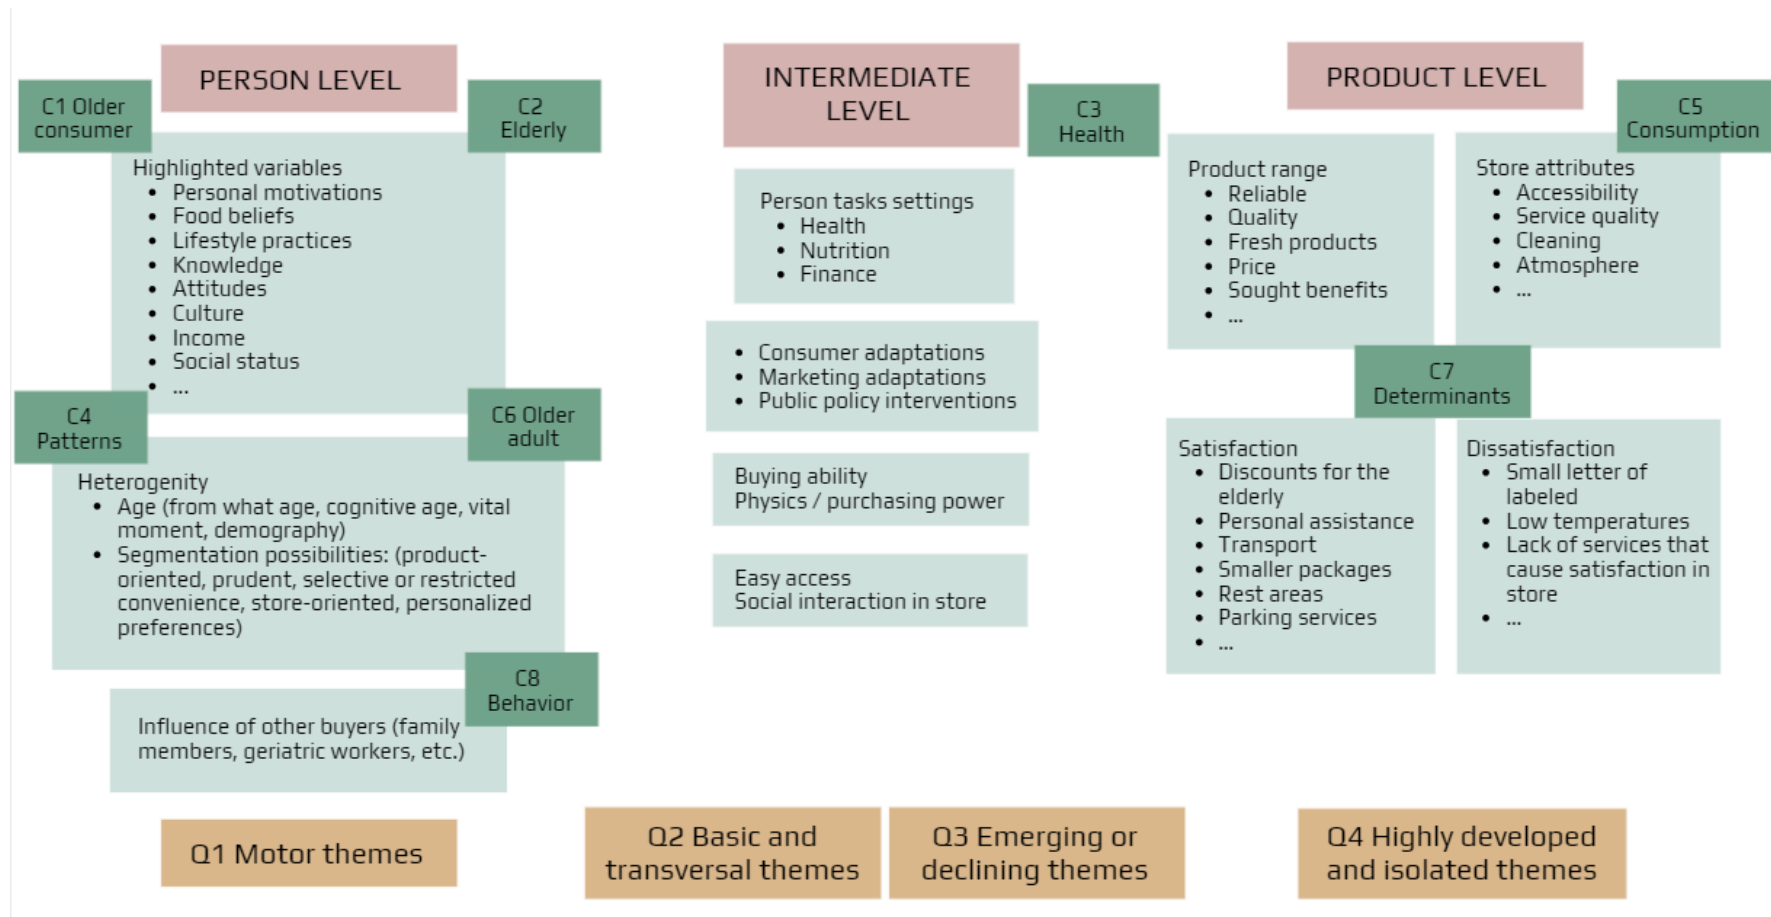 PERSON LEVEL
C1 Older
consumer
C2
Elderly
Highlighted variables
• Personal motivations
• Food beliefs
• Lifestyle practices
• Knowledge
• Attitudes
• Culture
• Income
• Social status
• ...
C4
Patterns
C6 Older
adult
Heterogenity
• Age (from what age, cognitive age, vital
moment, demography)
• Segmentation possibilities: (product-
oriented, prudent, selective or restricted
convenience, store-oriented, personalized
preferences)
C8
Behavior
Influence of other buyers (family
members, geriatric workers, etc.)
INTERMEDIATE
LEVEL
C3
Health
Person tasks settings
• Health
• Nutrition
• Finance
• Consumer adaptations
• Marketing adaptations
• Public policy interventions
Buying ability
Physics / purchasing power
Easy access
Social interaction in store
PRODUCT LEVEL
C5
Consumption
Product range
• Reliable
• Quality
• Fresh products
• Price
• Sought benefits
• ...
Store attributes
• Accessibility
• Service quality
• Cleaning
• Atmosphere
• ...
C7
Determinants
Satisfaction
• Discounts for the
elderly
• Personal assistance
• Transport
• Smaller packages
• Rest areas
• Parking services
• ...
Dissatisfaction
• Small letter of
labeled
• Low temperatures
• Lack of services that
cause satisfaction in
store
• ...
Q1 Motor themes
Q2 Basic and
transversal themes
Q3 Emerging or
declining themes
Q4 Highly developed
and isolated themes